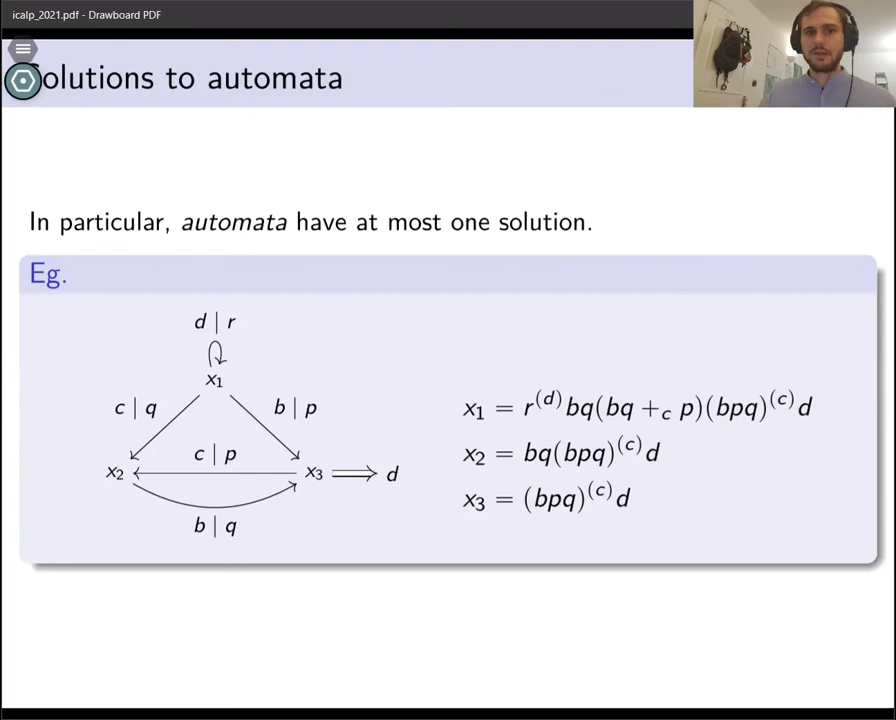 icalp_2021.pdf - Drawboard PDF
olutions to automata
In particular, automata have at most one solution.
Eg.
d | r
x₁
c | q
b | p
c | p
x₂
x₃
d
b | q
x₁ = r⁽ᵈ⁾bq(bq +c p)(bpq)⁽ᶜ⁾d
x₂ = bq(bpq)⁽ᶜ⁾d
x₃ = (bpq)⁽ᶜ⁾d